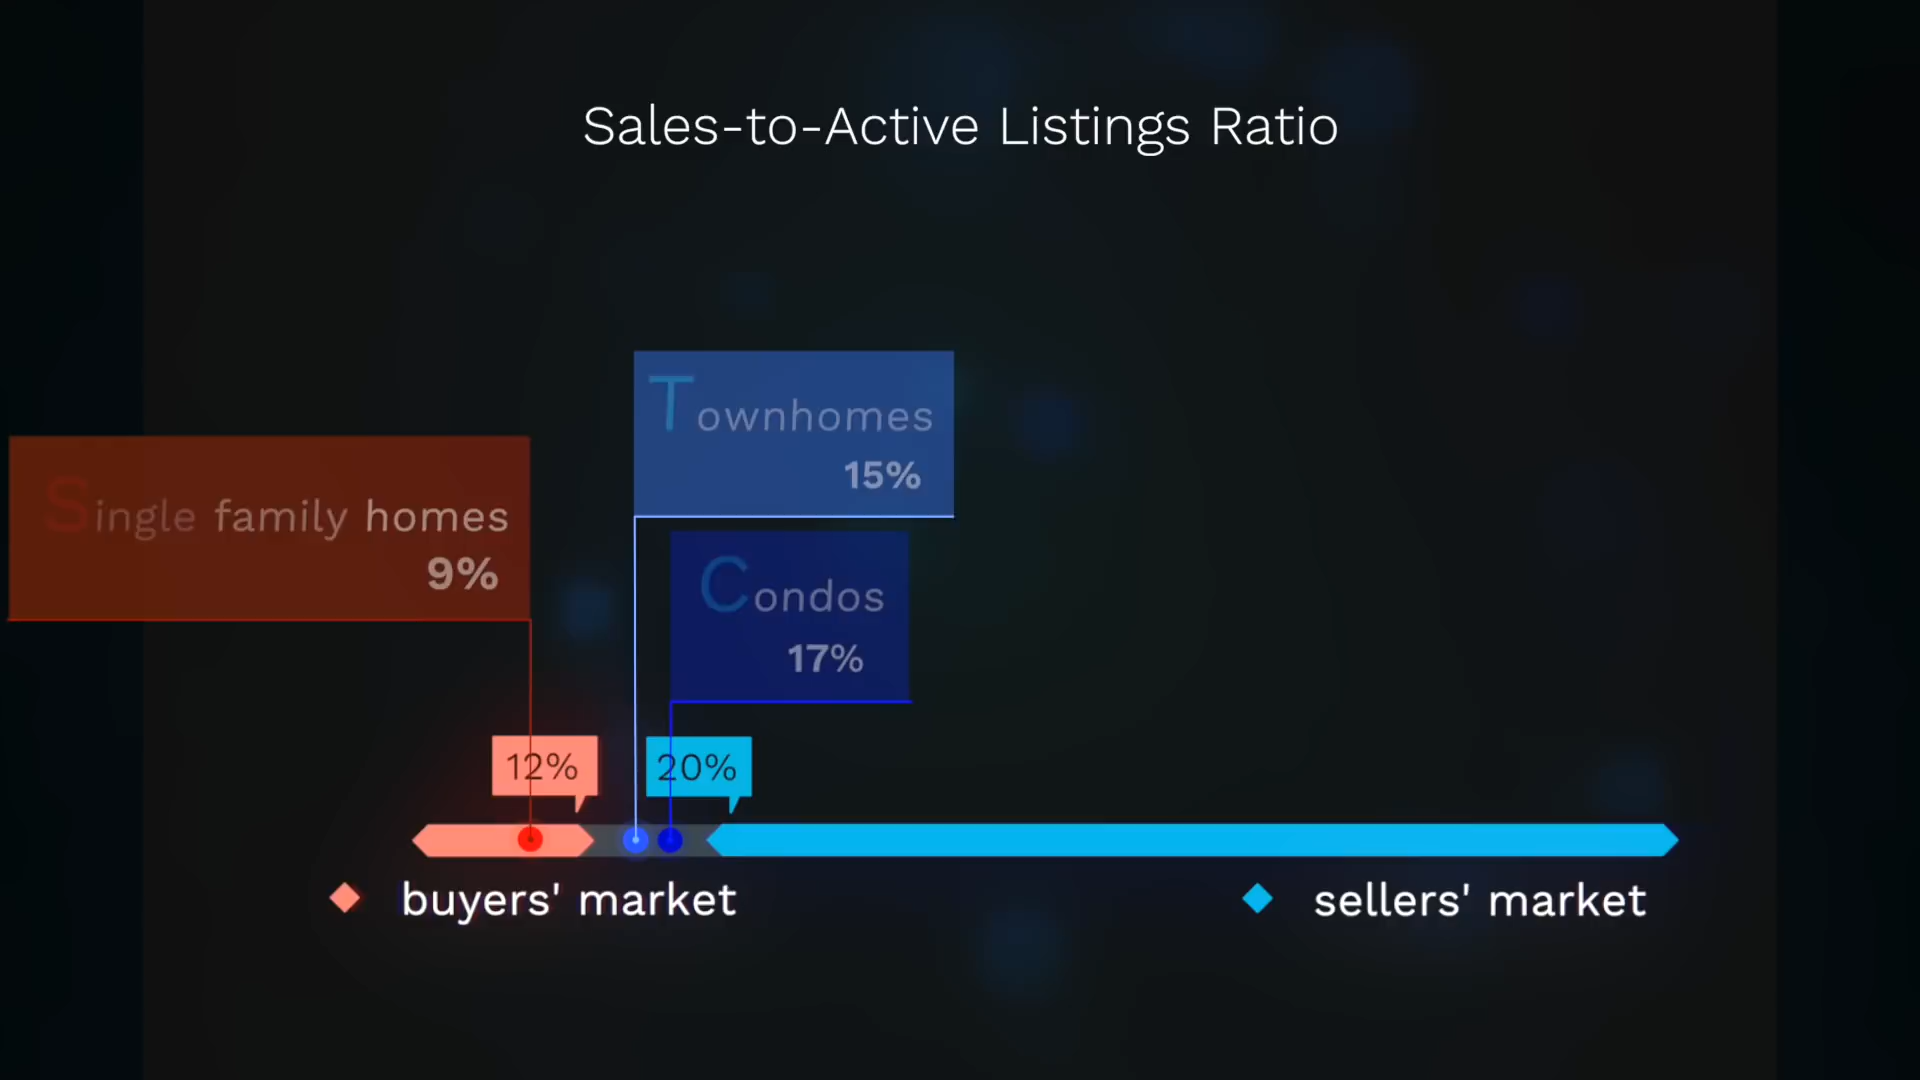 Sales-to-Active Listings Ratio
Townhomes
15%
Single family homes
9%
Condos
17%
12%
20%
buyers' market
sellers' market